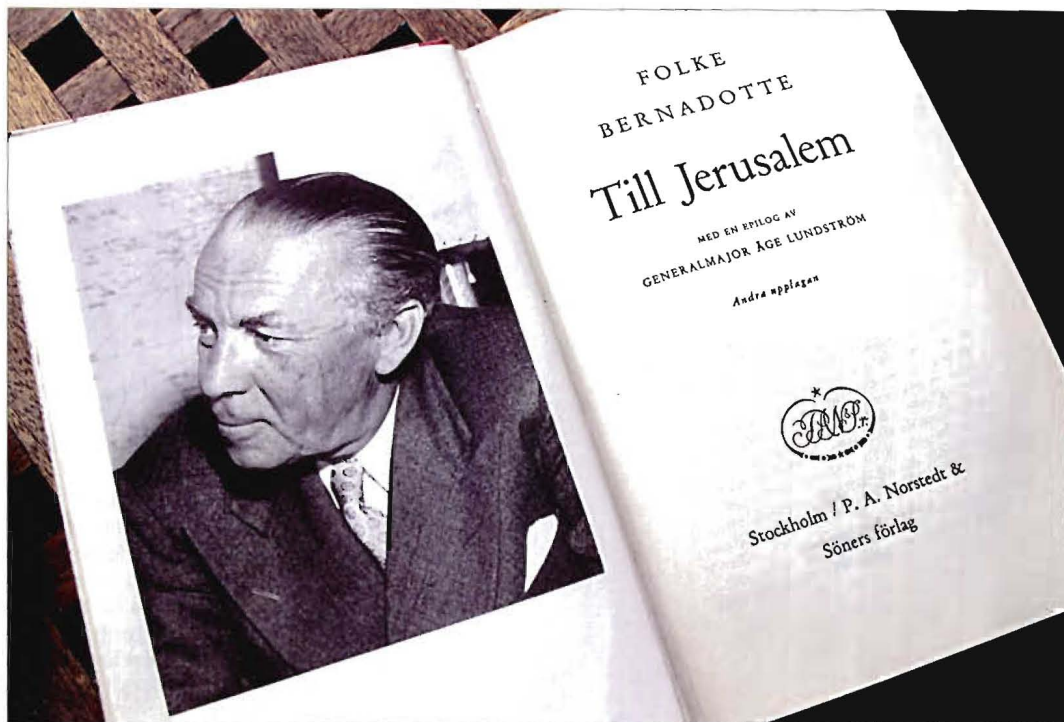 FOLKE
BERNADOTTE
Till Jerusalem
MED EN EPILOG AV
GENERALMAJOR ÅGE LUNDSTRÖM
Andra upplagan
Stockholm / P. A. Norstedt &
Söners förlag